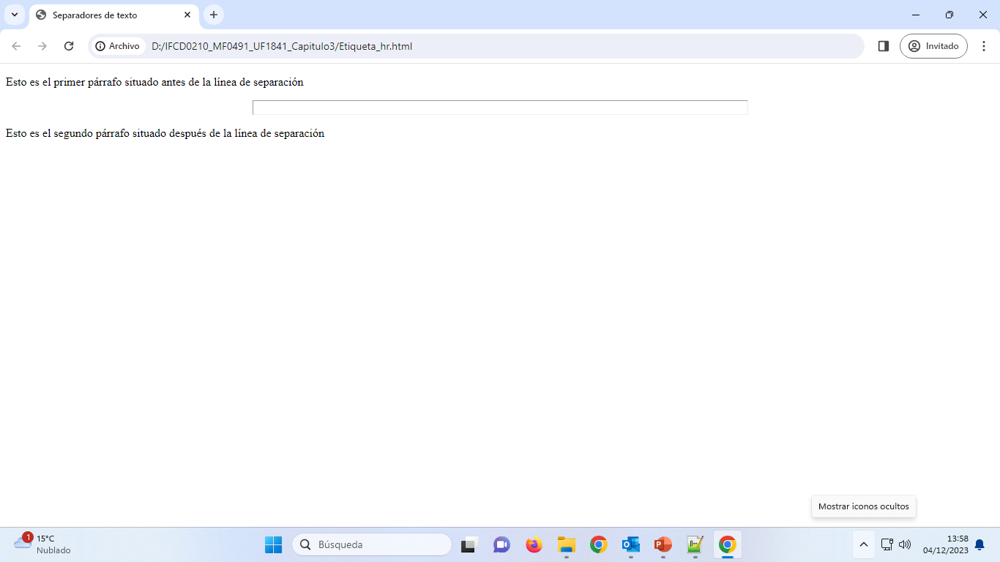 Separadores de texto
Archivo
D:/IFCD0210_MF0491_UF1841_Capitulo3/Etiqueta_hr.html
Invitado
Esto es el primer párrafo situado antes de la línea de separación
Esto es el segundo párrafo situado después de la línea de separación
Mostrar iconos ocultos
1
15°C
Nublado
Búsqueda
13:58
04/12/2023